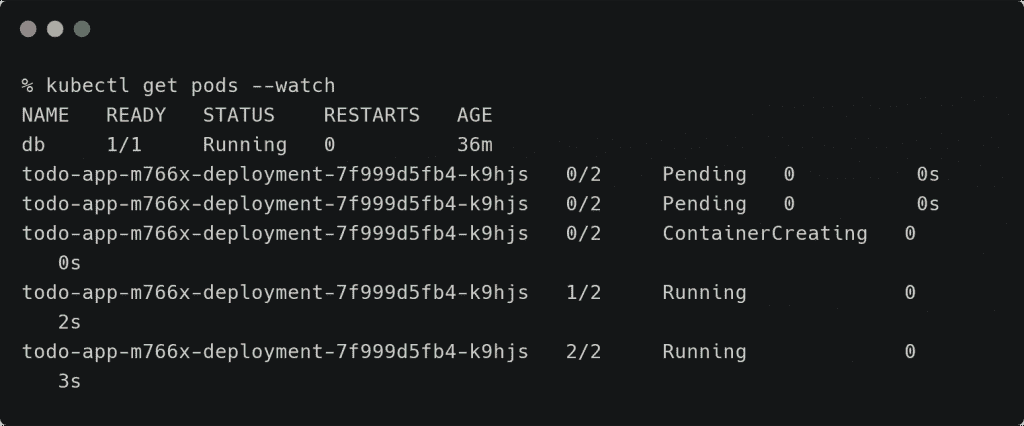 % kubectl get pods --watch
NAME   READY   STATUS    RESTARTS   AGE
db     1/1     Running   0          36m
todo-app-m766x-deployment-7f999d5fb4-k9hjs   0/2     Pending   0          0s
todo-app-m766x-deployment-7f999d5fb4-k9hjs   0/2     Pending   0          0s
todo-app-m766x-deployment-7f999d5fb4-k9hjs   0/2     ContainerCreating   0
   0s
todo-app-m766x-deployment-7f999d5fb4-k9hjs   1/2     Running             0
   2s
todo-app-m766x-deployment-7f999d5fb4-k9hjs   2/2     Running             0
   3s